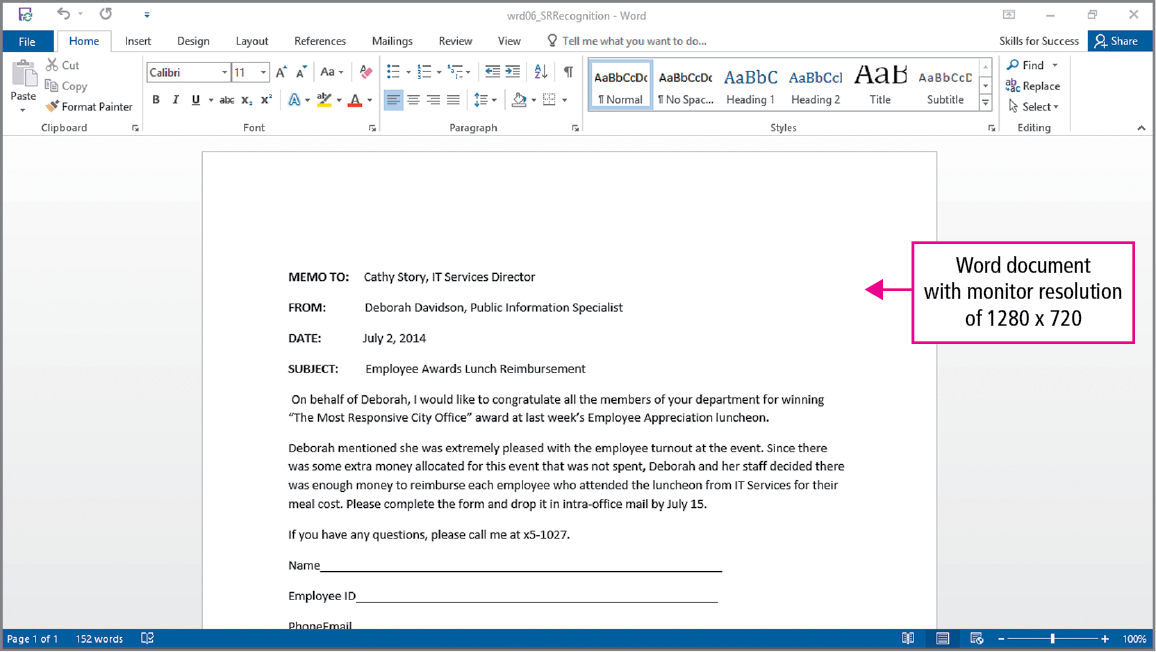 wrd06_SRRecognition - Word
File Home Insert Design Layout References Mailings Review View Tell me what you want to do... Skills for Success Share
Paste
Cut
Copy
Format Painter
Clipboard
Calibri 11 A A Aa
B I U abc X₂ X² A ab A
Font
Paragraph
AaBbCcDc AaBbCcDc AaBbC AaBbCcI AaB AaBbCcD
¶ Normal ¶ No Spac... Heading 1 Heading 2 Title Subtitle
Styles
Find
Replace
Select
Editing
MEMO TO: Cathy Story, IT Services Director
FROM: Deborah Davidson, Public Information Specialist
DATE: July 2, 2014
SUBJECT: Employee Awards Lunch Reimbursement
On behalf of Deborah, I would like to congratulate all the members of your department for winning
“The Most Responsive City Office” award at last week’s Employee Appreciation luncheon.
Deborah mentioned she was extremely pleased with the employee turnout at the event. Since there
was some extra money allocated for this event that was not spent, Deborah and her staff decided there
was enough money to reimburse each employee who attended the luncheon from IT Services for their
meal cost. Please complete the form and drop it in intra-office mail by July 15.
If you have any questions, please call me at x5-1027.
Name
Employee ID
PhoneEmail
Word document
with monitor resolution
of 1280 x 720
Page 1 of 1 152 words 100%